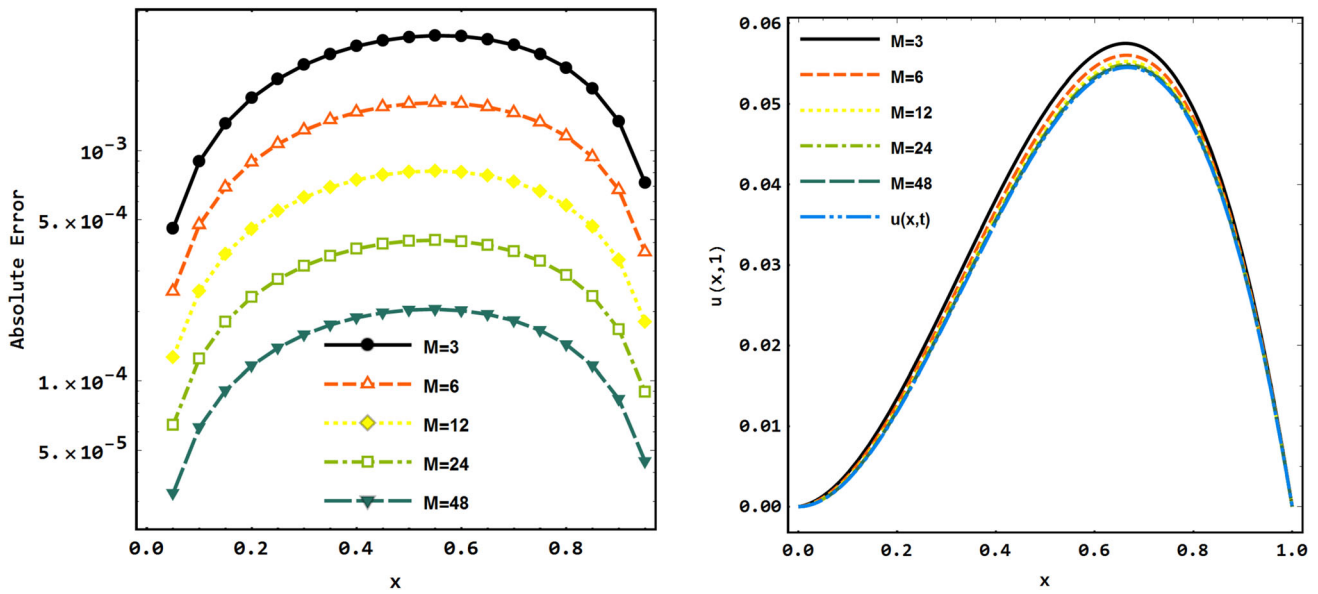 Absolute Error
10⁻³
5.×10⁻⁴
1.×10⁻⁴
5.×10⁻⁵
M=3
M=6
M=12
M=24
M=48
0.0 0.2 0.4 0.6 0.8
x
u(x,1)
0.06
0.05
0.04
0.03
0.02
0.01
0.00
M=3
M=6
M=12
M=24
M=48
u(x,t)
0.0 0.2 0.4 0.6 0.8 1.0
x